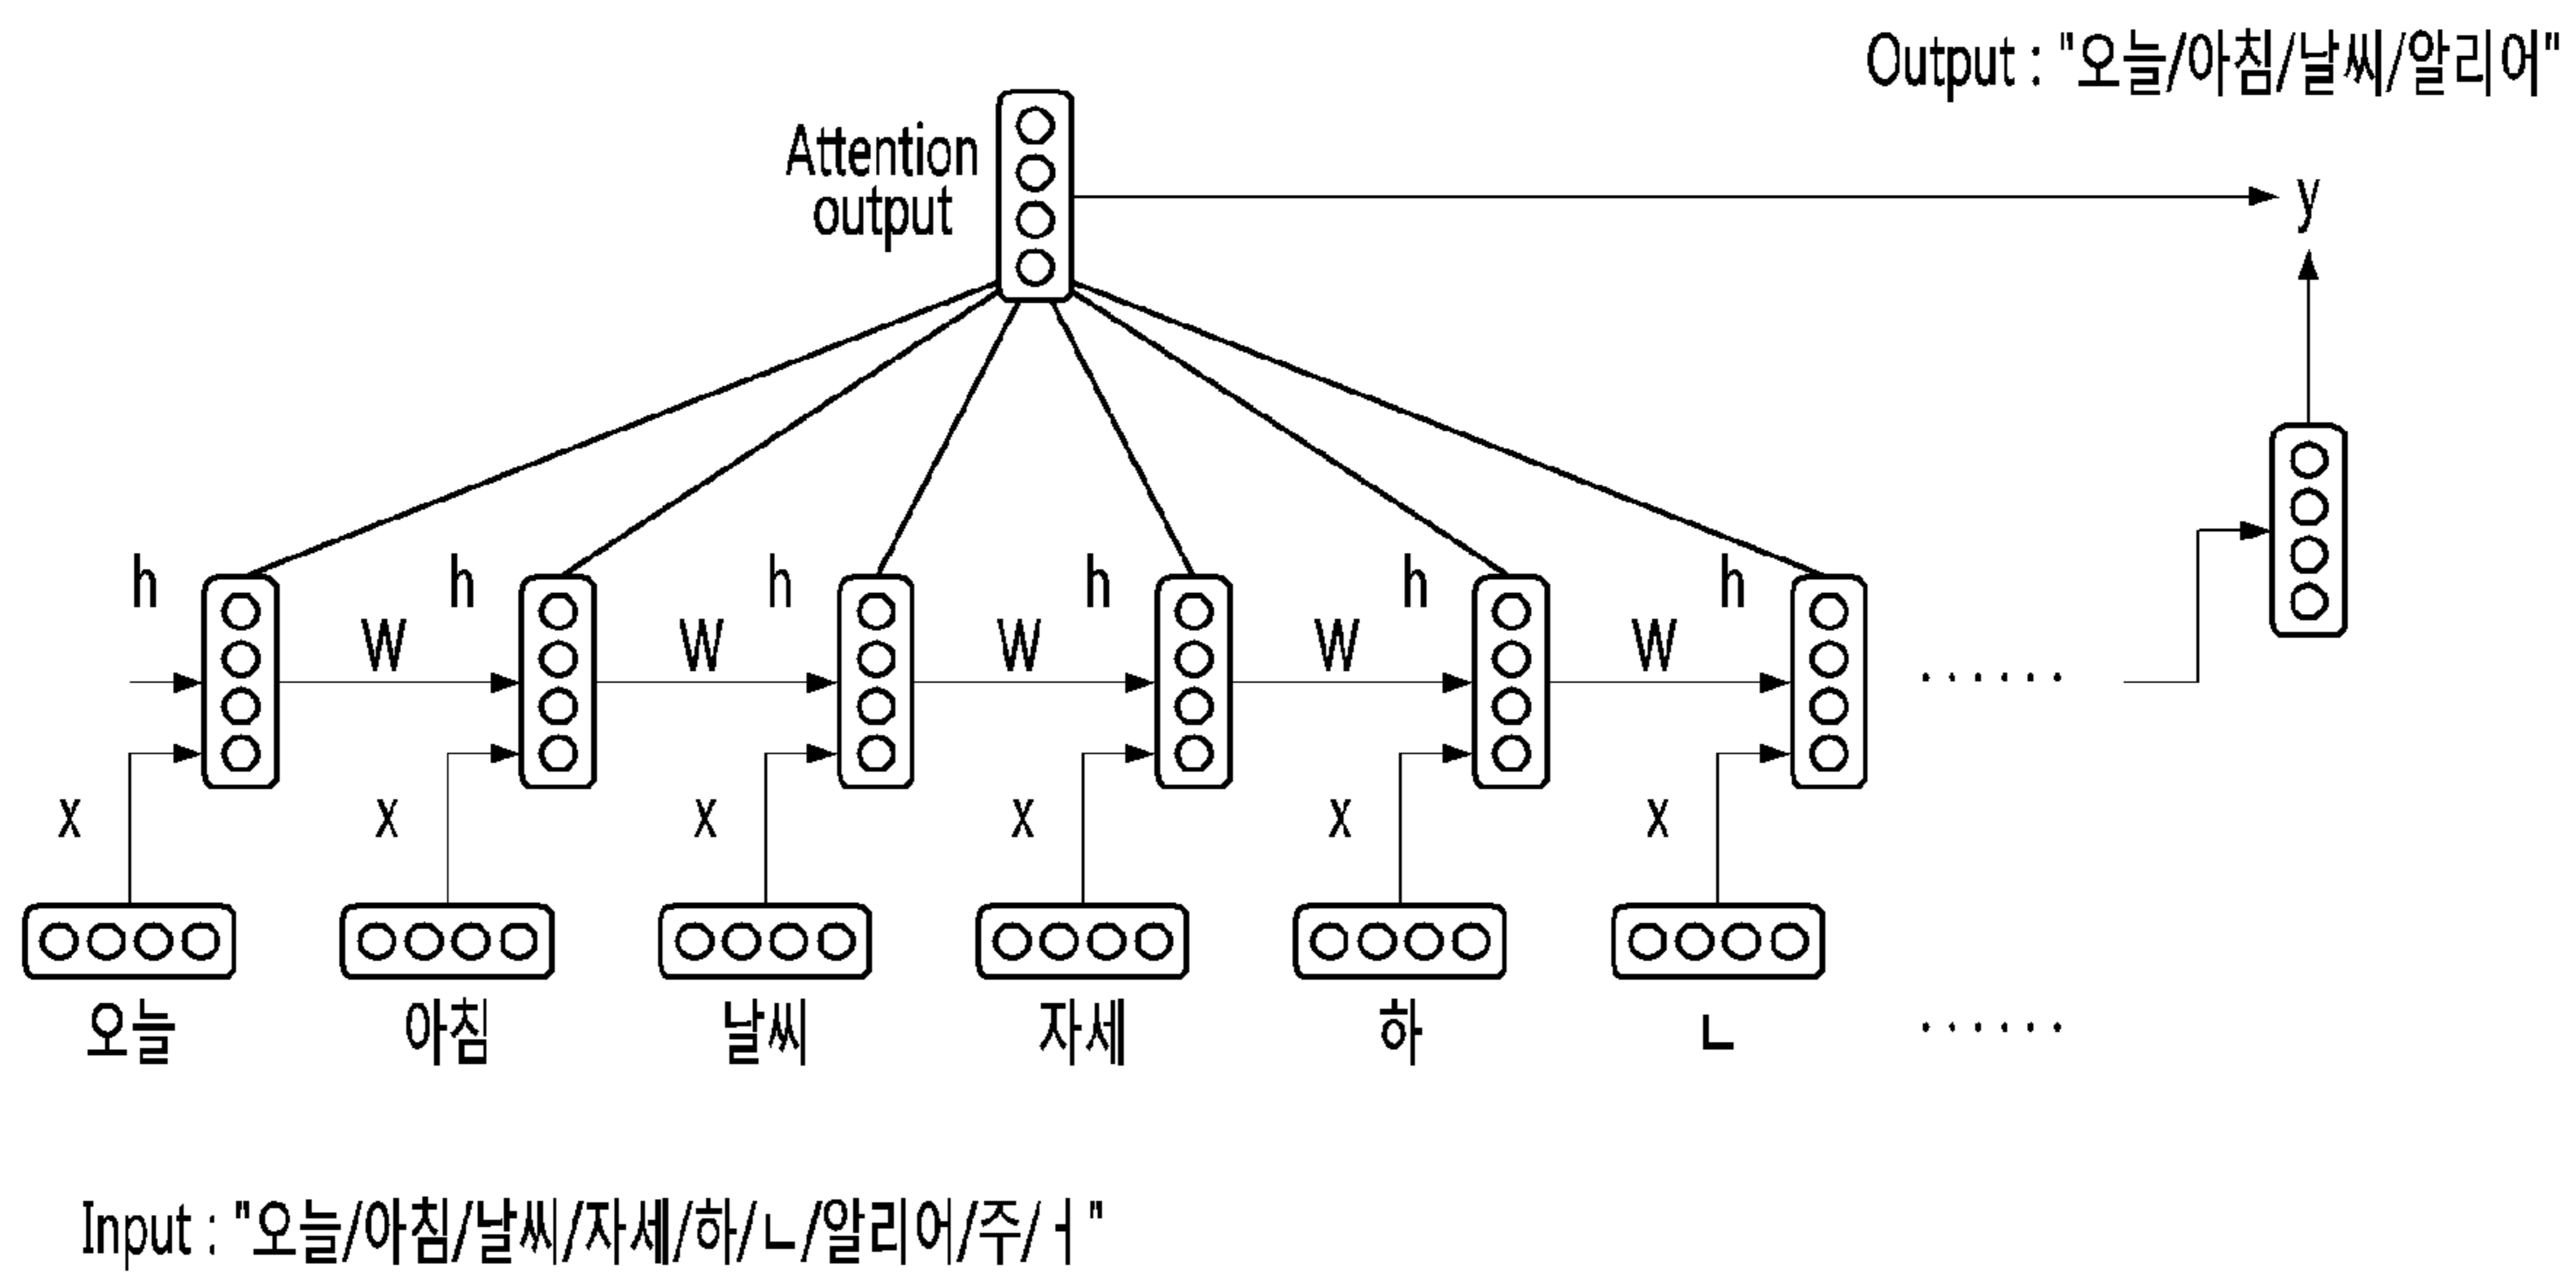 Output : "오늘/아침/날씨/알리어"
Attention
output
y
h h h h h h
W W W W W
· · · · · ·
x x x x x x
오늘 아침 날씨 자세 하 ㄴ · · · · · ·
Input : "오늘/아침/날씨/자세/하/ㄴ/알리어/주/ㅓ"